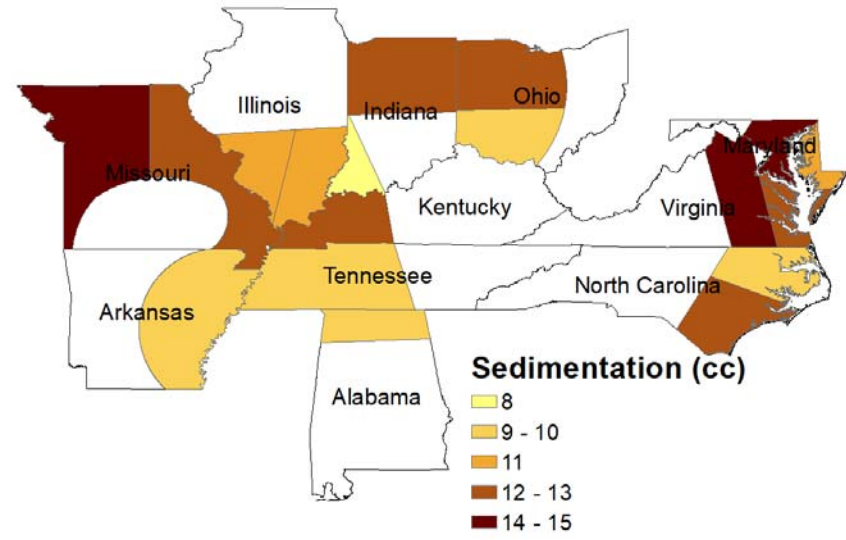 Illinois
Indiana
Ohio
Maryland
Missouri
Kentucky
Virginia
Tennessee
North Carolina
Arkansas
Alabama
Sedimentation (cc)
8
9 - 10
11
12 - 13
14 - 15